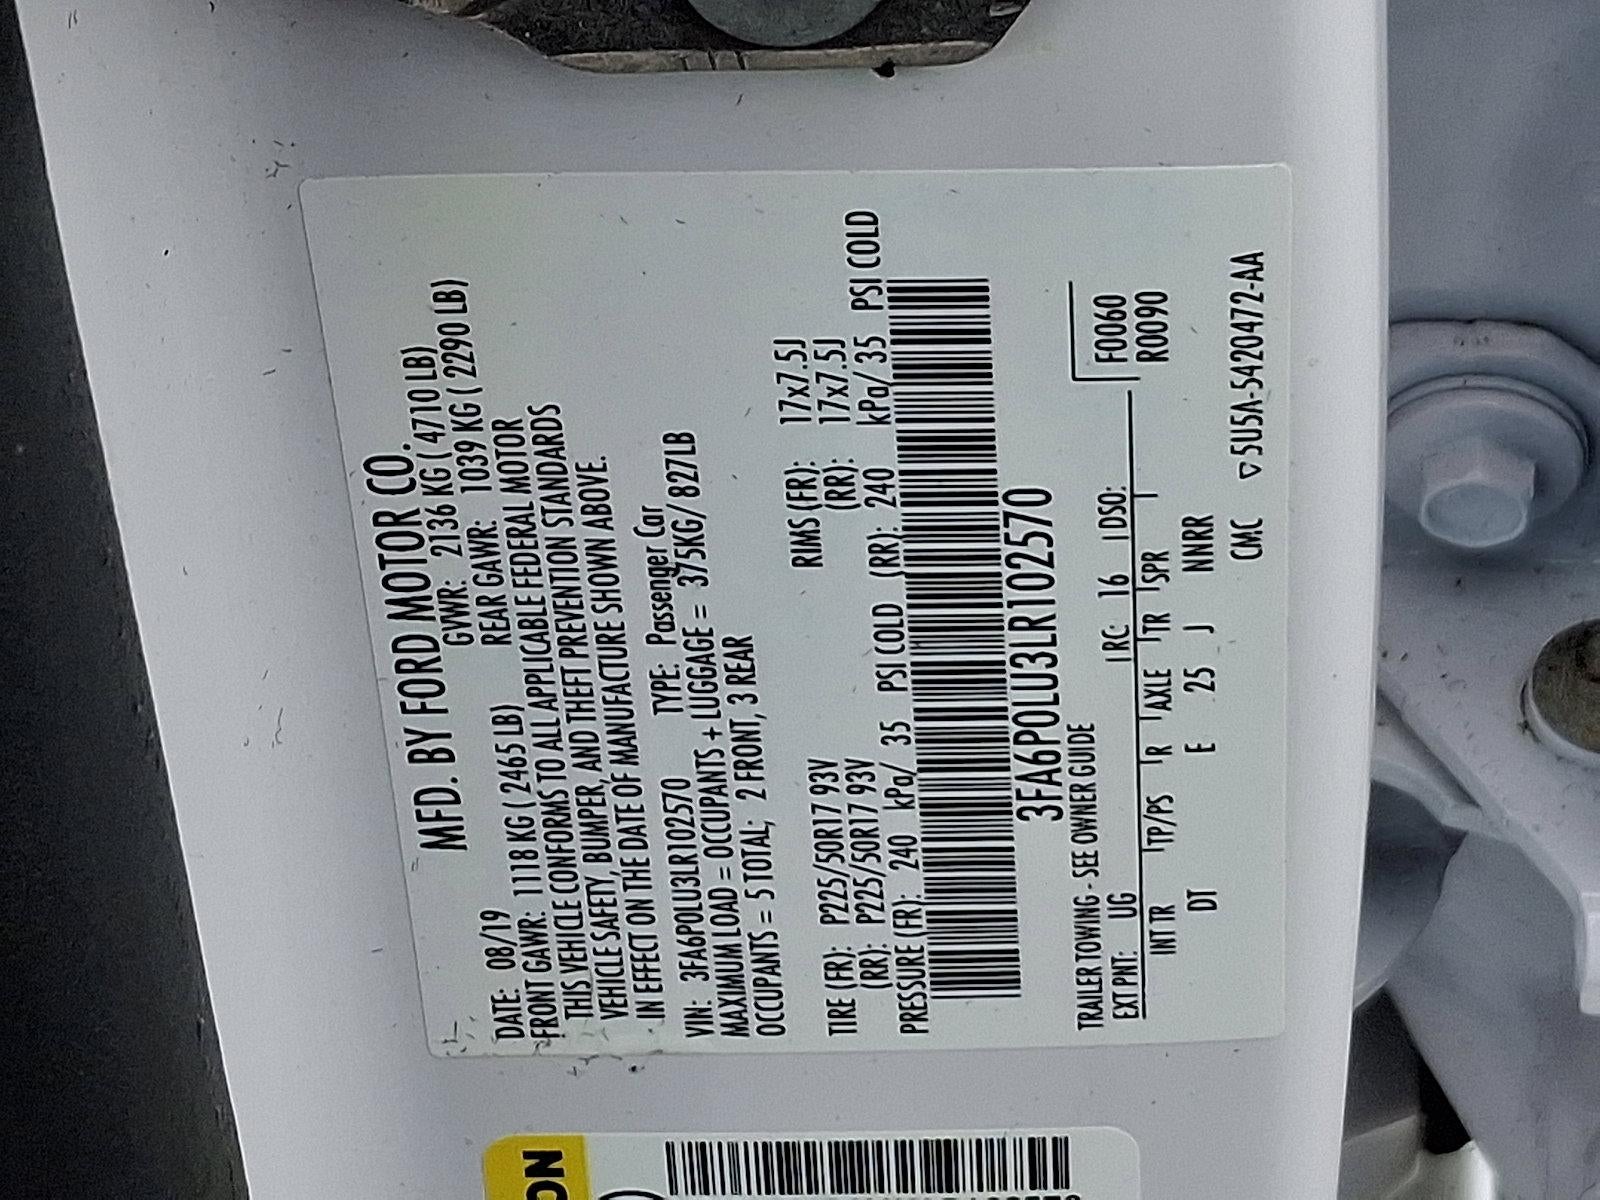 MFD. BY FORD MOTOR CO.
DATE: 08/19 GVWR: 2136 KG ( 4710 LB)
FRONT GAWR: 1118 KG ( 2465 LB) REAR GAWR: 1039 KG ( 2290 LB)
THIS VEHICLE CONFORMS TO ALL APPLICABLE FEDERAL MOTOR
VEHICLE SAFETY, BUMPER, AND THEFT PREVENTION STANDARDS
IN EFFECT ON THE DATE OF MANUFACTURE SHOWN ABOVE.
VIN: 3FA6P0LU3LR102570 TYPE: Passenger Car
MAXIMUM LOAD = OCCUPANTS + LUGGAGE = 375KG/ 827LB
OCCUPANTS = 5 TOTAL; 2 FRONT, 3 REAR
TIRE (FR): P225/50R17 93V RIMS (FR): 17x7.5J
(RR): P225/50R17 93V (RR): 17x7.5J
PRESSURE (FR): 240 kPa/ 35 PSI COLD (RR): 240 kPa/ 35 PSI COLD
3FA6P0LU3LR102570
TRAILER TOWING - SEE OWNER GUIDE
EXT PNT: UG RC: 16 DSO: F0060
R0090
INT TR TP/PS R AXLE TR SPR
DT E 25 J NNRR
CMC ▽5U5A-5420472-AA